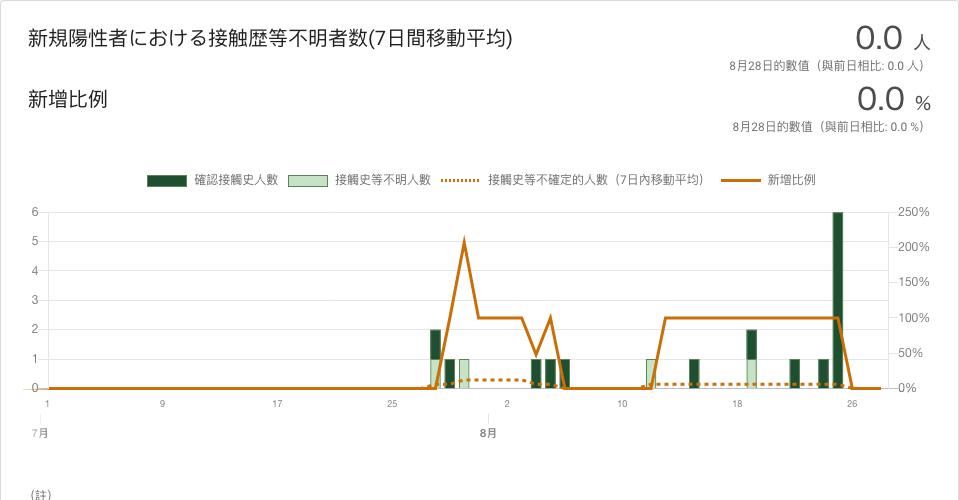 新規陽性者における接触歴等不明者数(7日間移動平均)
0.0 人
8月28日的數值（與前日相比: 0.0 人）
新增比例
0.0 %
8月28日的數值（與前日相比: 0.0 %）
確認接觸史人數 接觸史等不明人數 接觸史等不確定的人數（7日內移動平均） 新增比例
6 250%
5 200%
4 150%
3 100%
2 50%
1 0%
0
1 9 17 25 2 10 18 26
7月 8月
（註）